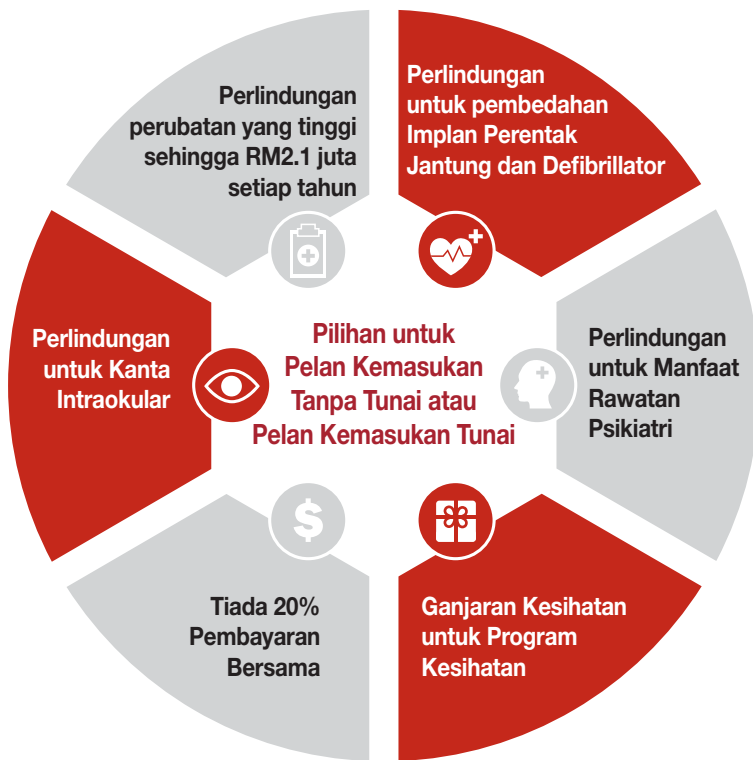 Perlindungan
perubatan yang tinggi
sehingga RM2.1 juta
setiap tahun
Perlindungan
untuk pembedahan
Implan Perentak
Jantung dan Defibrillator
Perlindungan
untuk Kanta
Intraokular
Pilihan untuk
Pelan Kemasukan
Tanpa Tunai atau
Pelan Kemasukan Tunai
Perlindungan
untuk Manfaat
Rawatan
Psikiatri
$
Tiada 20%
Pembayaran
Bersama
Ganjaran Kesihatan
untuk Program
Kesihatan